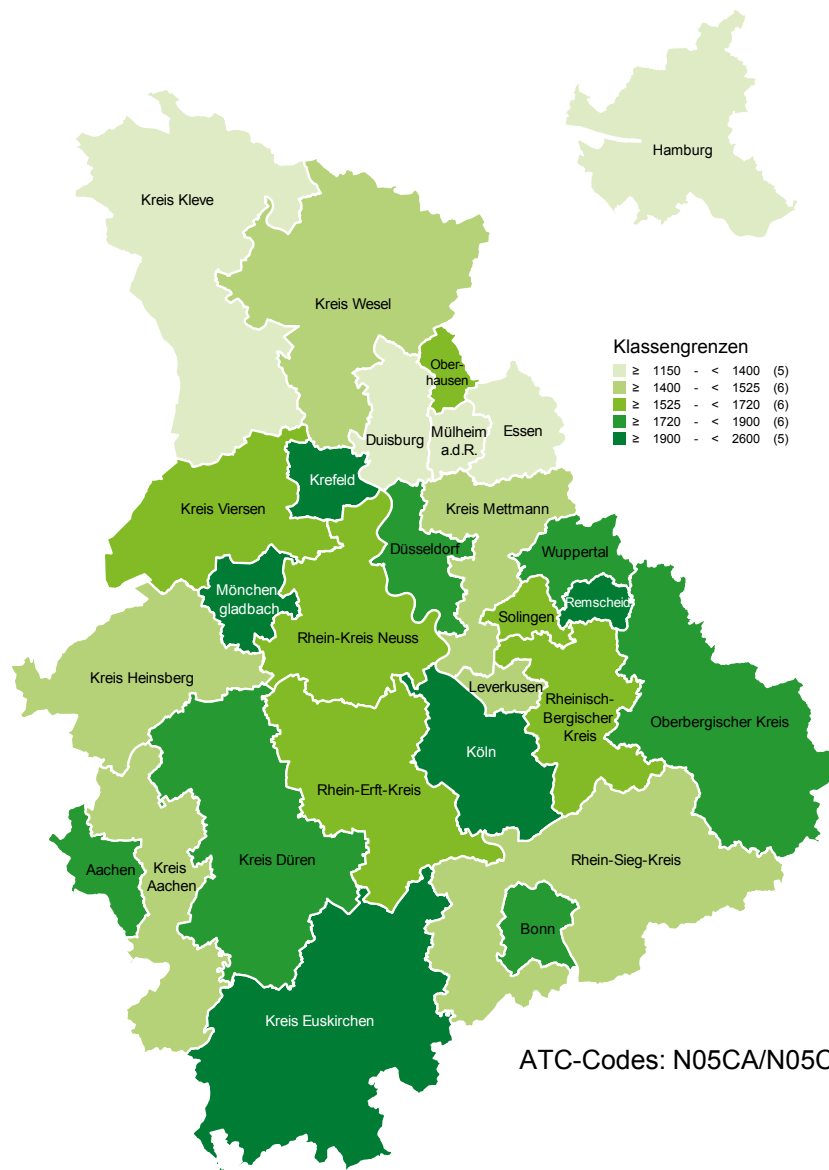 Hamburg
Kreis Kleve
Kreis Wesel
Klassengrenzen
≥ 1150 - < 1400 (5)
≥ 1400 - < 1525 (6)
≥ 1525 - < 1720 (6)
≥ 1720 - < 1900 (6)
≥ 1900 - < 2600 (5)
Ober-
hausen
Duisburg
Mülheim
a.d.R.
Essen
Krefeld
Kreis Viersen
Kreis Mettmann
Düsseldorf
Wuppertal
Mönchen
gladbach
Remscheid
Solingen
Rhein-Kreis Neuss
Kreis Heinsberg
Leverkusen
Rheinisch-
Bergischer
Kreis
Oberbergischer Kreis
Köln
Rhein-Erft-Kreis
Aachen
Kreis
Aachen
Kreis Düren
Rhein-Sieg-Kreis
Bonn
Kreis Euskirchen
ATC-Codes: N05CA/N05C